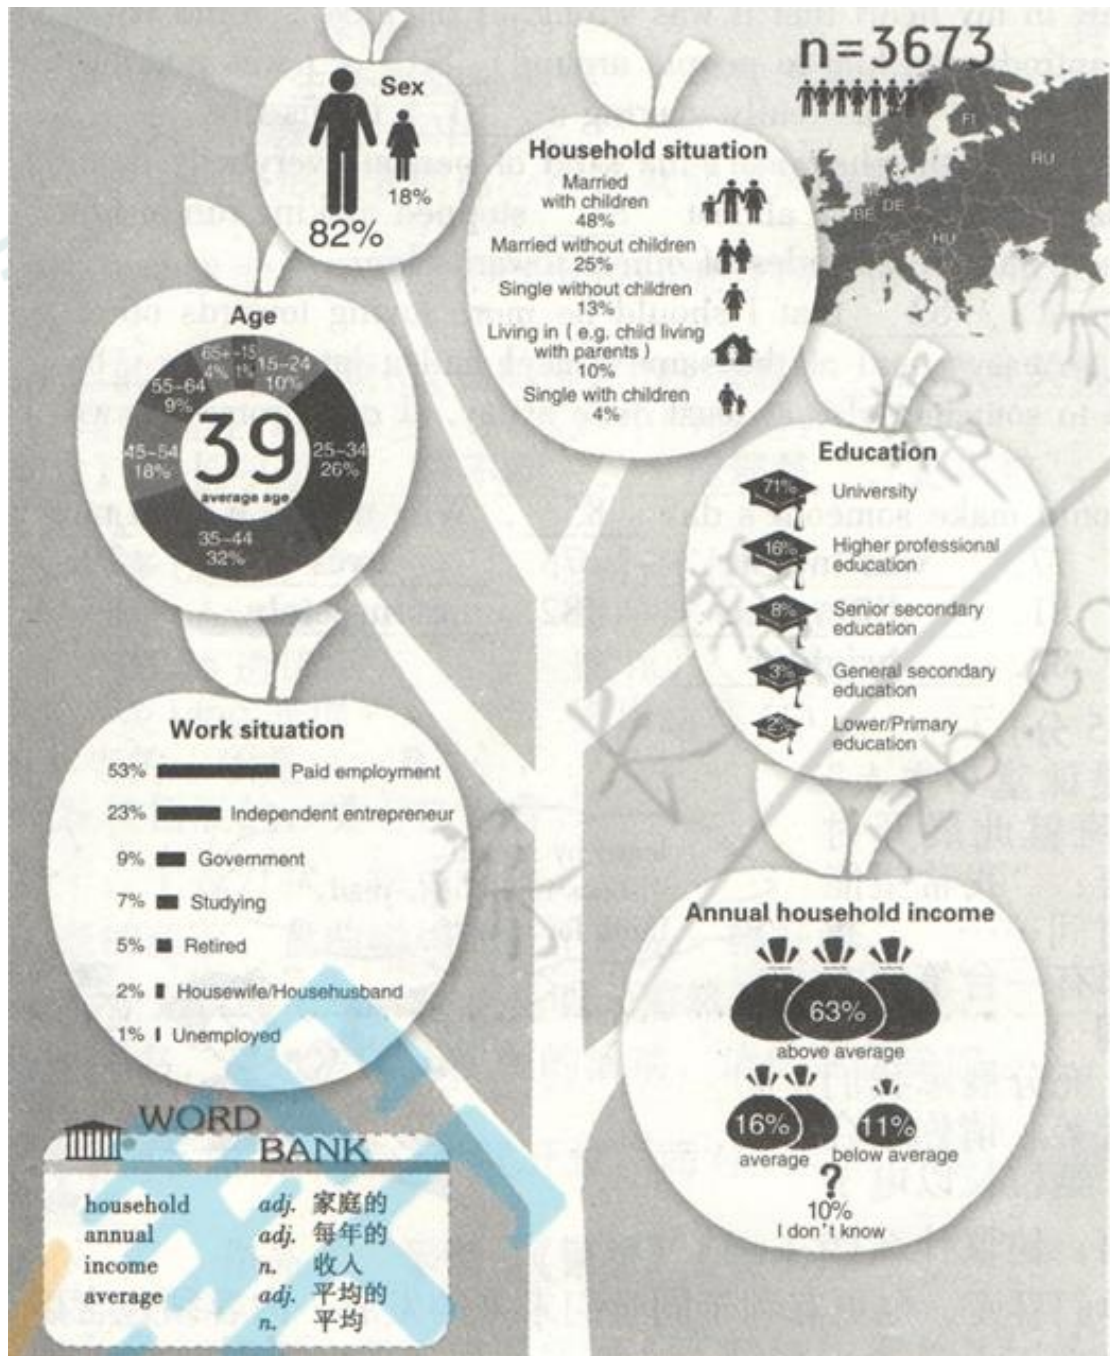 n=3673
FI
RU
BE
DE
HU
Sex
18%
82%
Household situation
Married
with children
48%
Married without children
25%
Single without children
13%
Living in ( e.g. child living
with parents )
10%
Single with children
4%
Age
65+
4%
-15
1%
15-24
10%
55-64
9%
45-54
18%
25-34
26%
35-44
32%
39
average age
Education
71% University
16% Higher professional
education
8% Senior secondary
education
3% General secondary
education
2% Lower/Primary
education
Work situation
53% Paid employment
23% Independent entrepreneur
9% Government
7% Studying
5% Retired
2% Housewife/Househusband
1% Unemployed
Annual household income
63%
above average
16%
average
11%
below average
?
10%
I don't know
WORD
BANK
household adj. 家庭的
annual adj. 每年的
income n. 收入
average adj. 平均的
n. 平均